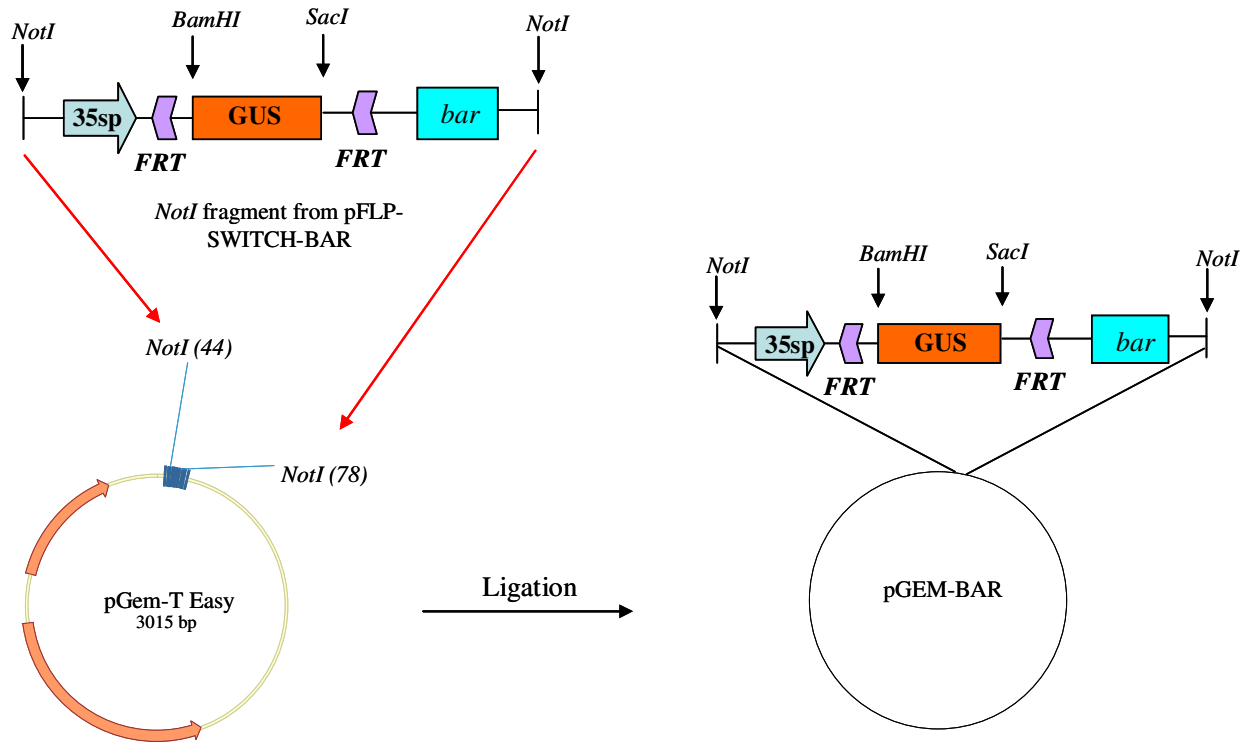 NotI
BamHI
SacI
NotI
35sp
GUS
bar
FRT
FRT
NotI fragment from pFLP-
SWITCH-BAR
NotI (44)
NotI (78)
pGem-T Easy
3015 bp
Ligation
NotI
BamHI
SacI
NotI
35sp
GUS
bar
FRT
FRT
pGEM-BAR